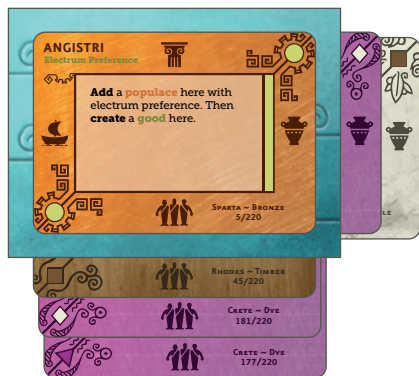 ANGISTRI
Electrum Preference
Add a populace here with
electrum preference. Then
create a good here.
Sparta ~ Bronze
5/220
LE
Rhodes ~ Timber
45/220
Crete ~ Dye
181/220
Crete ~ Dye
177/220